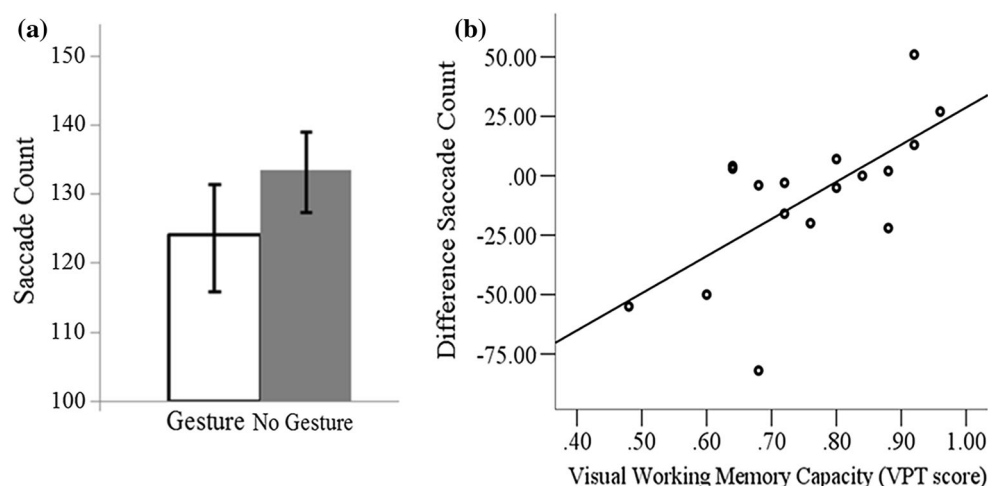 (a)
Saccade Count
150
140
130
120
110
100
Gesture No Gesture
(b)
Difference Saccade Count
50.00
25.00
.00
-25.00
-50.00
-75.00
.40 .50 .60 .70 .80 .90 1.00
Visual Working Memory Capacity (VPT score)